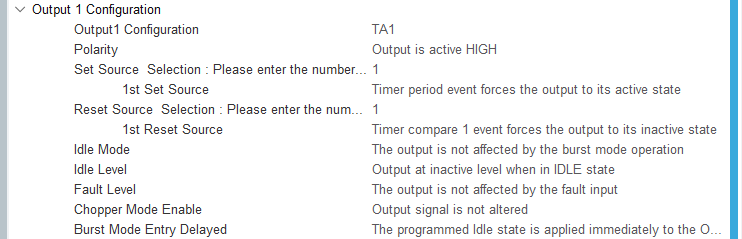 Output 1 Configuration
Output1 Configuration TA1
Polarity Output is active HIGH
Set Source Selection : Please enter the number... 1
1st Set Source Timer period event forces the output to its active state
Reset Source Selection : Please enter the num... 1
1st Reset Source Timer compare 1 event forces the output to its inactive state
Idle Mode The output is not affected by the burst mode operation
Idle Level Output at inactive level when in IDLE state
Fault Level The output is not affected by the fault input
Chopper Mode Enable Output signal is not altered
Burst Mode Entry Delayed The programmed Idle state is applied immediately to the O...